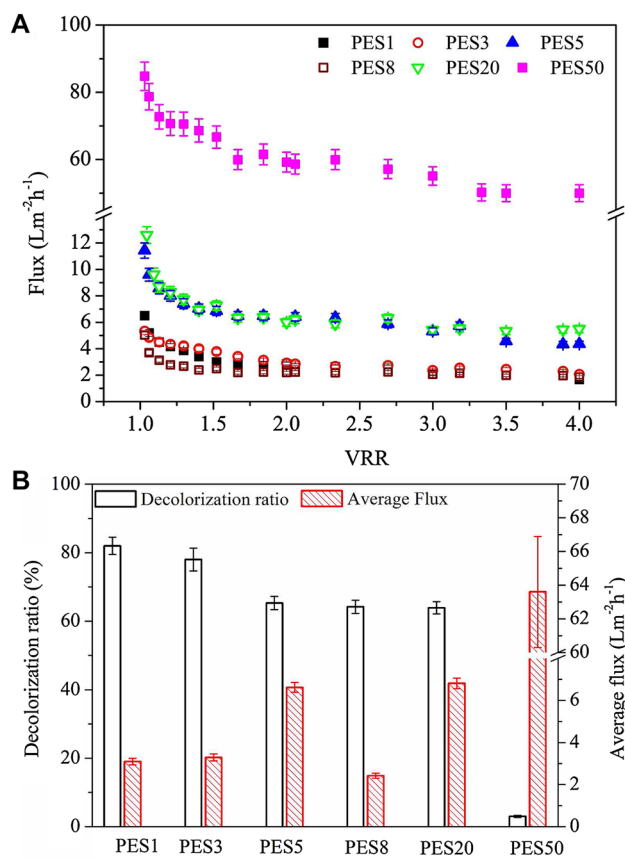 A
PES1 PES3 PES5
PES8 PES20 PES50
Flux (Lm⁻²h⁻¹)
100
80
60
12
10
8
6
4
2
0
1.0 1.5 2.0 2.5 3.0 3.5 4.0
VRR
B
Decolorization ratio Average Flux
Decolorization ratio (%)
100
80
60
40
20
0
Average flux (Lm⁻²h⁻¹)
70
68
66
64
62
60
6
4
2
0
PES1 PES3 PES5 PES8 PES20 PES50